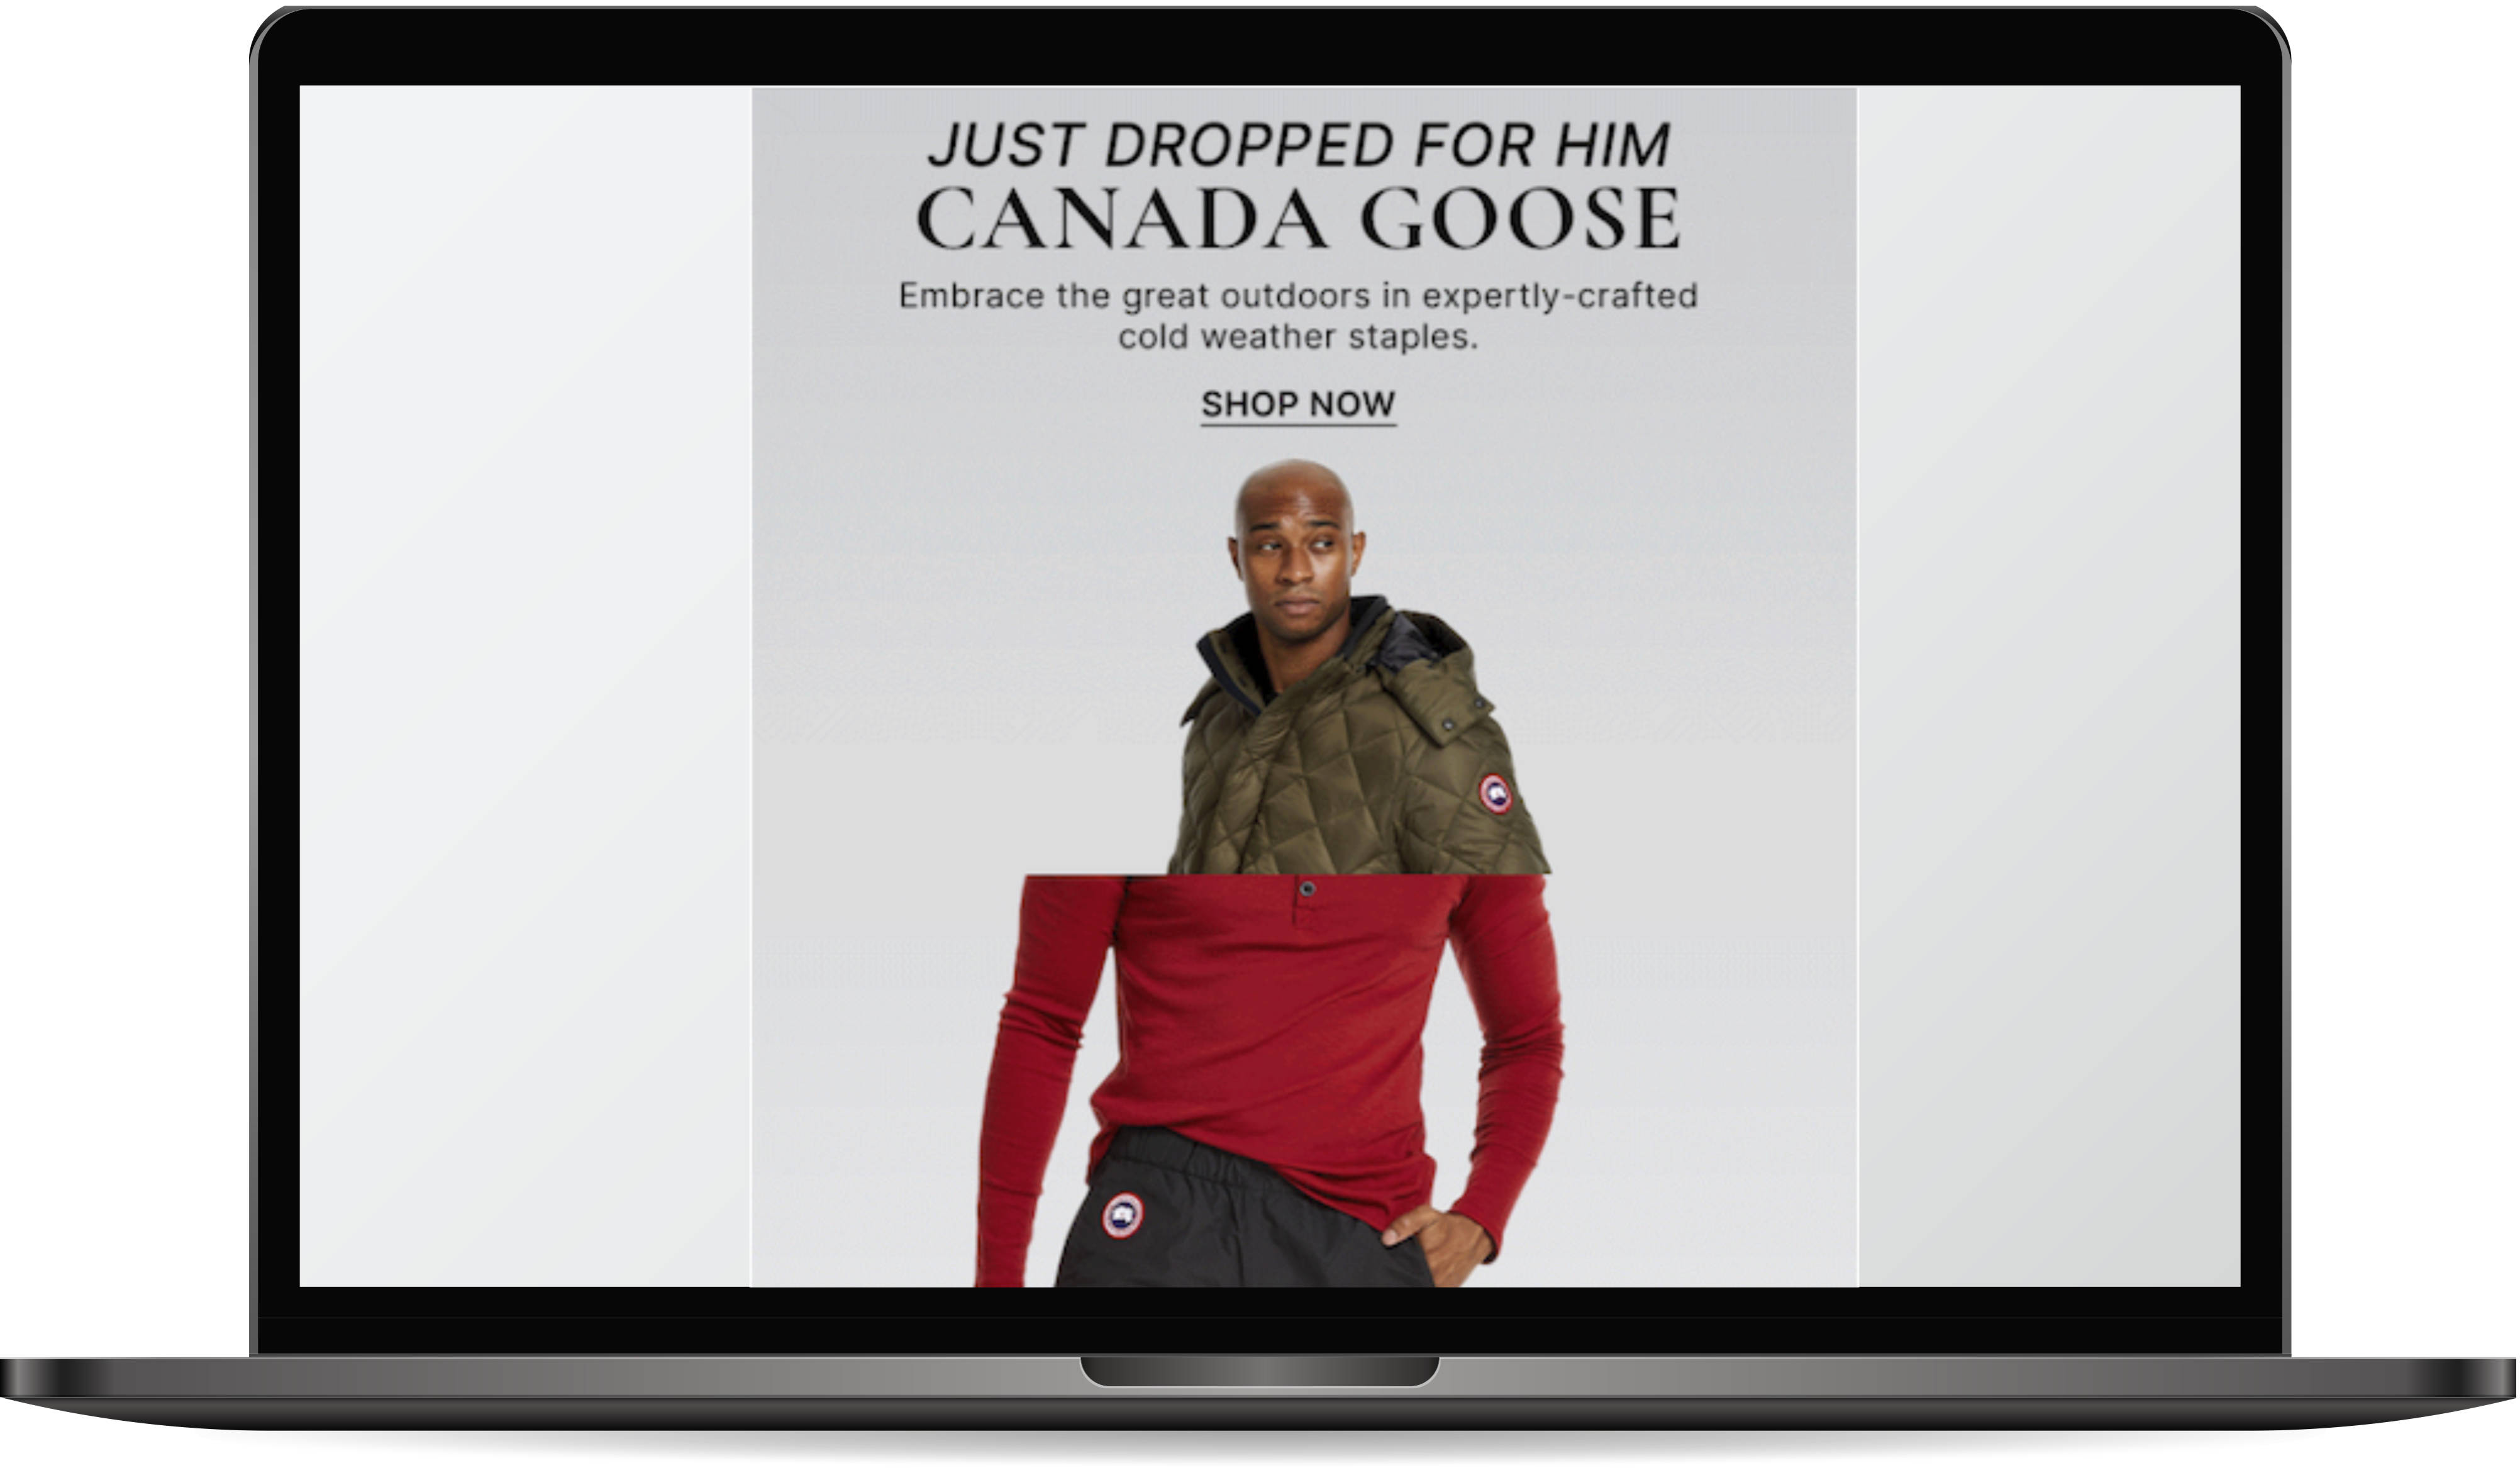 JUST DROPPED FOR HIM
CANADA GOOSE
Embrace the great outdoors in expertly-crafted
cold weather staples.
SHOP NOW